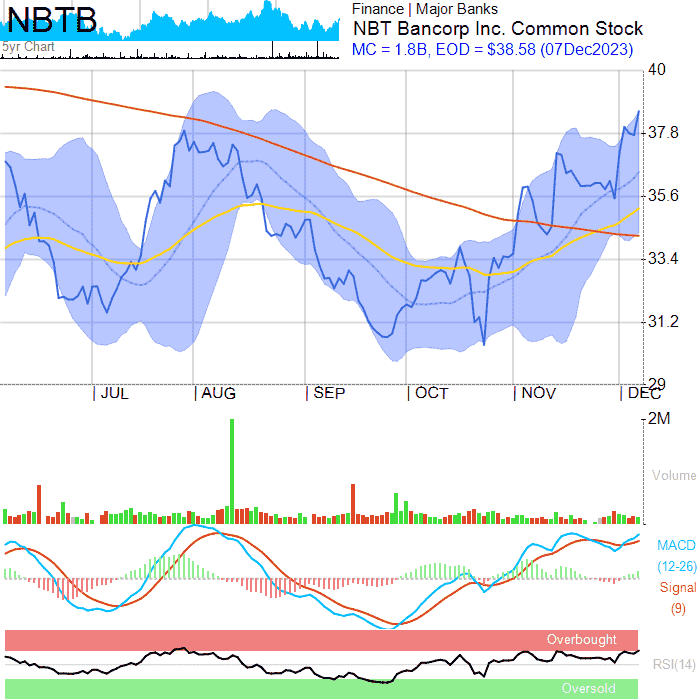 NBTB
5yr Chart
Finance | Major Banks
NBT Bancorp Inc. Common Stock
MC = 1.8B, EOD = $38.58 (07Dec2023)
40
37.8
35.6
33.4
31.2
29
JUL AUG SEP OCT NOV DEC
2M
Volume
MACD
(12-26)
Signal
(9)
Overbought
RSI(14)
Oversold